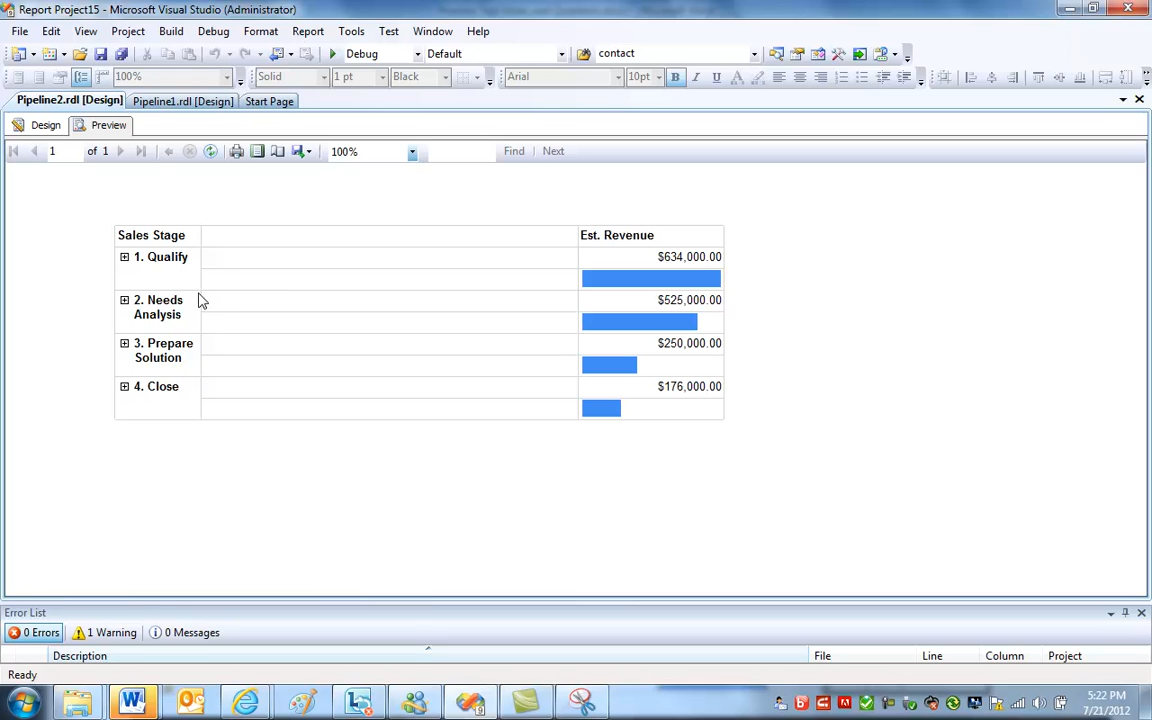 Report Project15 - Microsoft Visual Studio (Administrator)
File Edit View Project Build Debug Format Report Tools Test Window Help
Debug Default contact
100% Solid 1 pt Black Arial 10pt B I U A
Pipeline2.rdl [Design] Pipeline1.rdl [Design] Start Page
Design Preview
1 of 1 100% Find | Next
Sales Stage Est. Revenue
1. Qualify $634,000.00
2. Needs Analysis $525,000.00
3. Prepare Solution $250,000.00
4. Close $176,000.00
Error List
0 Errors 1 Warning 0 Messages
Description File Line Column Project
Ready
5:22 PM
7/21/2012